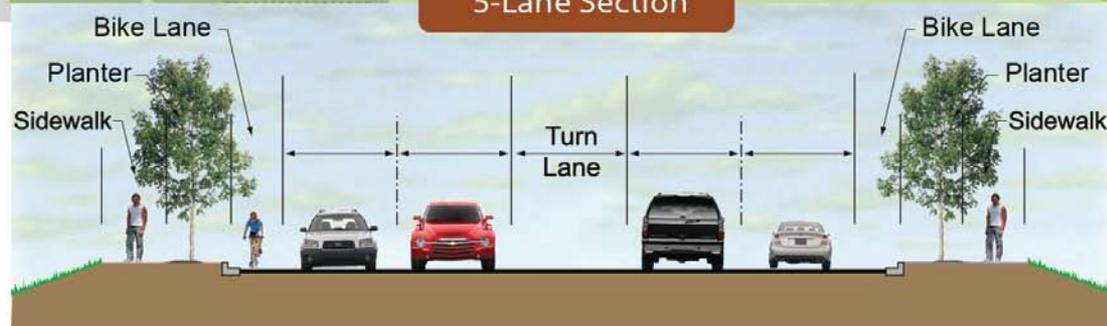 5-Lane Section
Bike Lane
Bike Lane
Planter
Planter
Sidewalk
Sidewalk
Turn
Lane